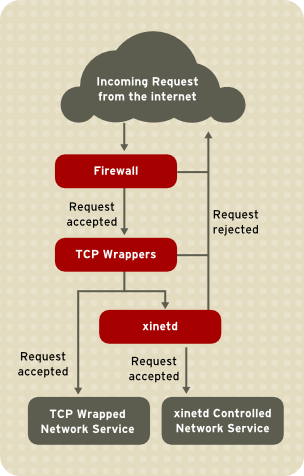 Incoming Request
from the internet
Firewall
Request
accepted
Request
rejected
TCP Wrappers
xinetd
Request
accepted
Request
accepted
TCP Wrapped
Network Service
xinetd Controlled
Network Service